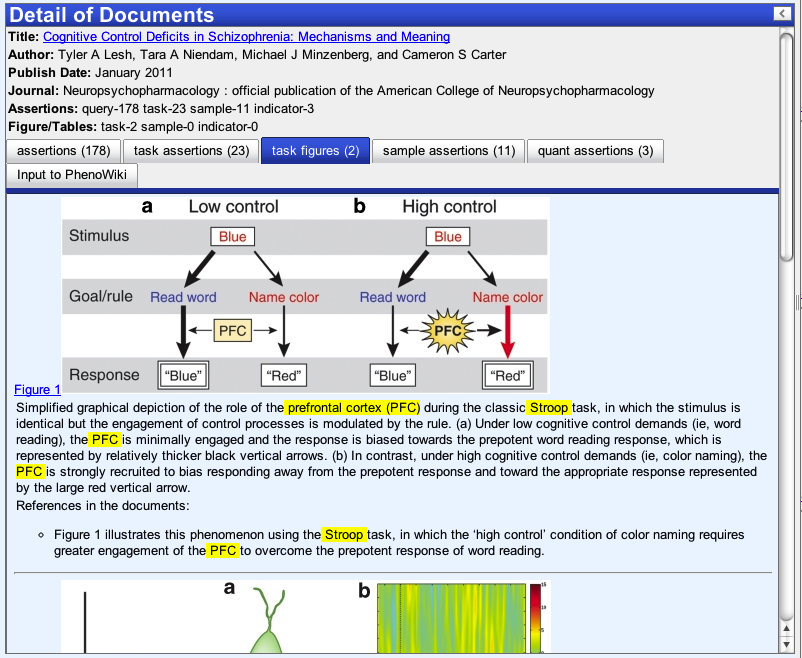 Detail of Documents
Title: Cognitive Control Deficits in Schizophrenia: Mechanisms and Meaning
Author: Tyler A Lesh, Tara A Niendam, Michael J Minzenberg, and Cameron S Carter
Publish Date: January 2011
Journal: Neuropsychopharmacology : official publication of the American College of Neuropsychopharmacology
Assertions: query-178 task-23 sample-11 indicator-3
Figure/Tables: task-2 sample-0 indicator-0
assertions (178) task assertions (23) task figures (2) sample assertions (11) quant assertions (3)
Input to PhenoWiki
a Low control b High control
Stimulus Blue Blue
Goal/rule Read word Name color Read word Name color
PFC PFC
Response "Blue" "Red" "Blue" "Red"
Figure 1
Simplified graphical depiction of the role of the prefrontal cortex (PFC) during the classic Stroop task, in which the stimulus is
identical but the engagement of control processes is modulated by the rule. (a) Under low cognitive control demands (ie, word
reading), the PFC is minimally engaged and the response is biased towards the prepotent word reading response, which is
represented by relatively thicker black vertical arrows. (b) In contrast, under high cognitive control demands (ie, color naming), the
PFC is strongly recruited to bias responding away from the prepotent response and toward the appropriate response represented
by the large red vertical arrow.
References in the documents:
Figure 1 illustrates this phenomenon using the Stroop task, in which the 'high control' condition of color naming requires
greater engagement of the PFC to overcome the prepotent response of word reading.
a b
15
10
5
0